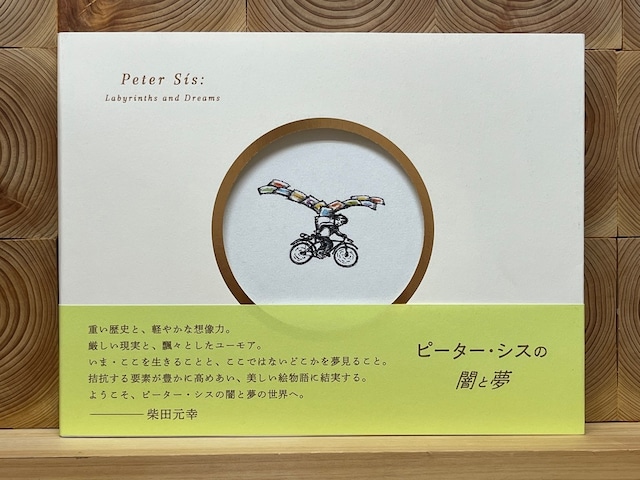 Peter Sís:
Labyrinths and Dreams
重い歴史と、軽やかな想像力。
厳しい現実と、飄々としたユーモア。
いま・ここを生きることと、ここではないどこかを夢見ること。
拮抗する要素が豊かに高めあい、美しい絵物語に結実する。
ようこそ、ピーター・シスの闇と夢の世界へ。
——柴田元幸
ピーター・シスの
闇と夢